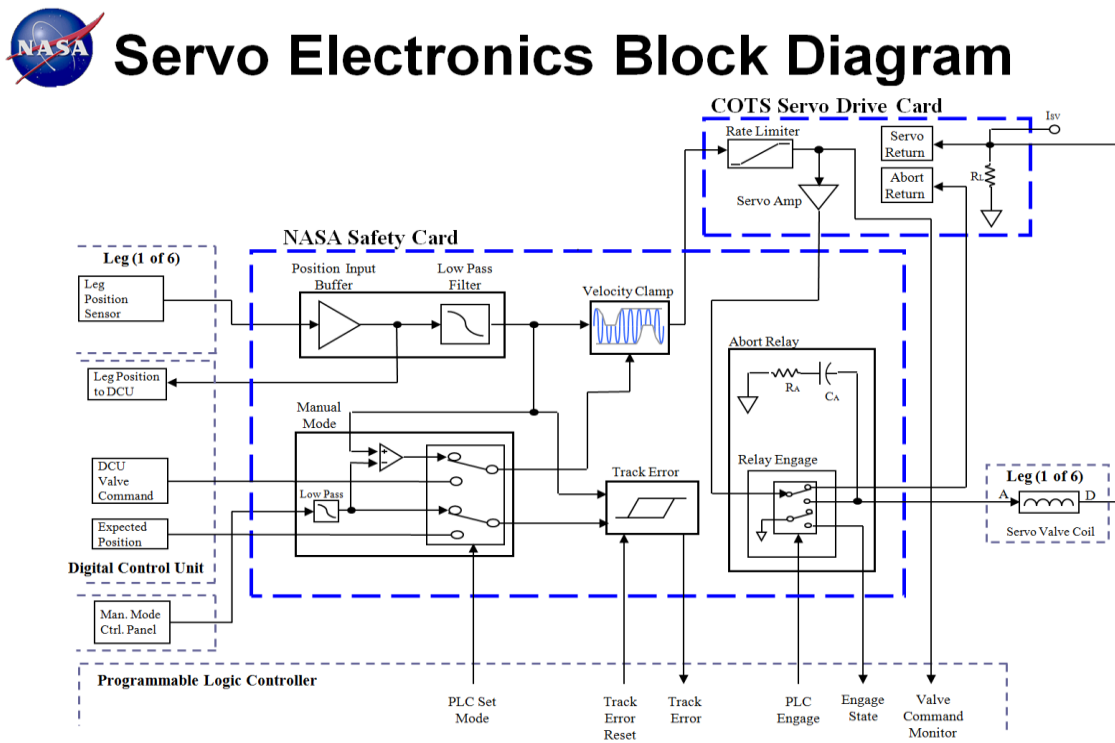 NASA
Servo Electronics Block Diagram
COTS Servo Drive Card
Rate Limiter
Servo
Return
Isv
Abort
Return
RL
Servo Amp
NASA Safety Card
Leg (1 of 6)
Leg
Position
Sensor
Position Input
Buffer
Low Pass
Filter
Velocity Clamp
Leg Position
to DCU
Abort Relay
RA
CA
Manual
Mode
+
−
DCU
Valve
Command
Low Pass
Track Error
Relay Engage
Leg (1 of 6)
A
D
Servo Valve Coil
Expected
Position
Digital Control Unit
Man. Mode
Ctrl. Panel
Programmable Logic Controller
PLC Set
Mode
Track
Error
Reset
Track
Error
PLC
Engage
Engage
State
Valve
Command
Monitor